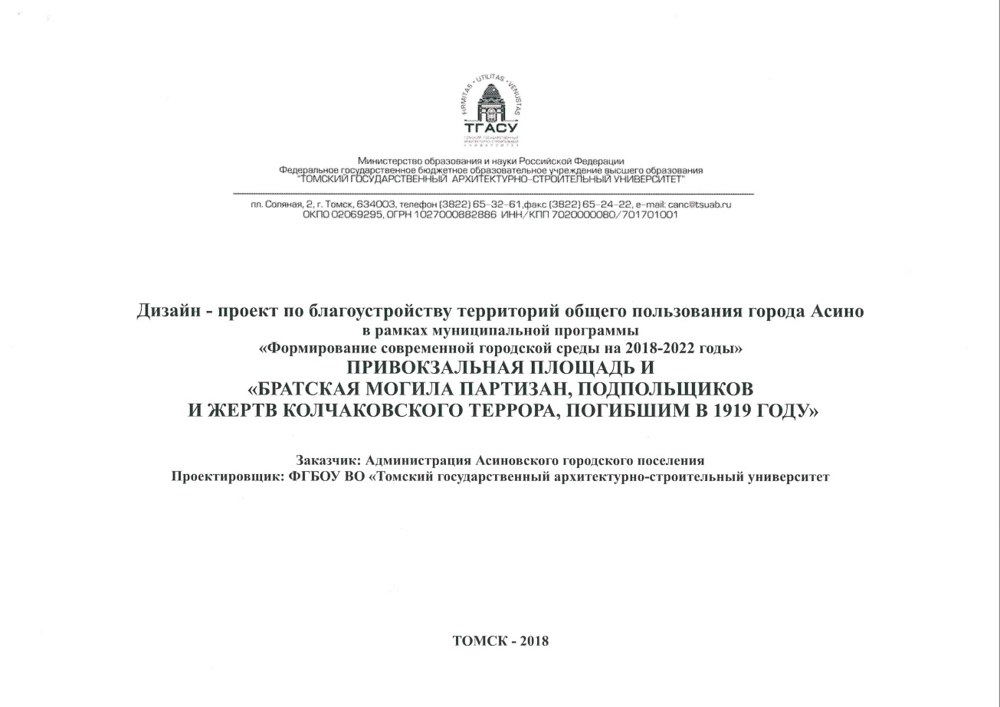 FIRMITAS • UTILITAS • VENUSTAS
ТГАСУ
ТОМСКИЙ ГОСУДАРСТВЕННЫЙ
АРХИТЕКТУРНО-СТРОИТЕЛЬНЫЙ
УНИВЕРСИТЕТ
Министерство образования и науки Российской Федерации
Федеральное государственное бюджетное образовательное учреждение высшего образования
"ТОМСКИЙ ГОСУДАРСТВЕННЫЙ АРХИТЕКТУРНО-СТРОИТЕЛЬНЫЙ УНИВЕРСИТЕТ"
пл. Соляная, 2, г. Томск, 634003, телефон (3822) 65-32-61,факс (3822) 65-24-22, e-mail: canc@tsuab.ru
ОКПО 02069295, ОГРН 1027000882886 ИНН/КПП 7020000080/701701001
Дизайн - проект по благоустройству территорий общего пользования города Асино
в рамках муниципальной программы
«Формирование современной городской среды на 2018-2022 годы»
ПРИВОКЗАЛЬНАЯ ПЛОЩАДЬ И
«БРАТСКАЯ МОГИЛА ПАРТИЗАН, ПОДПОЛЬЩИКОВ
И ЖЕРТВ КОЛЧАКОВСКОГО ТЕРРОРА, ПОГИБШИМ В 1919 ГОДУ»
Заказчик: Администрация Асиновского городского поселения
Проектировщик: ФГБОУ ВО «Томский государственный архитектурно-строительный университет
ТОМСК - 2018